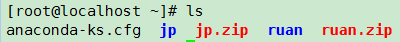 [root@localhost ~]# ls
anaconda-ks.cfg  jp  jp.zip  ruan  ruan.zip